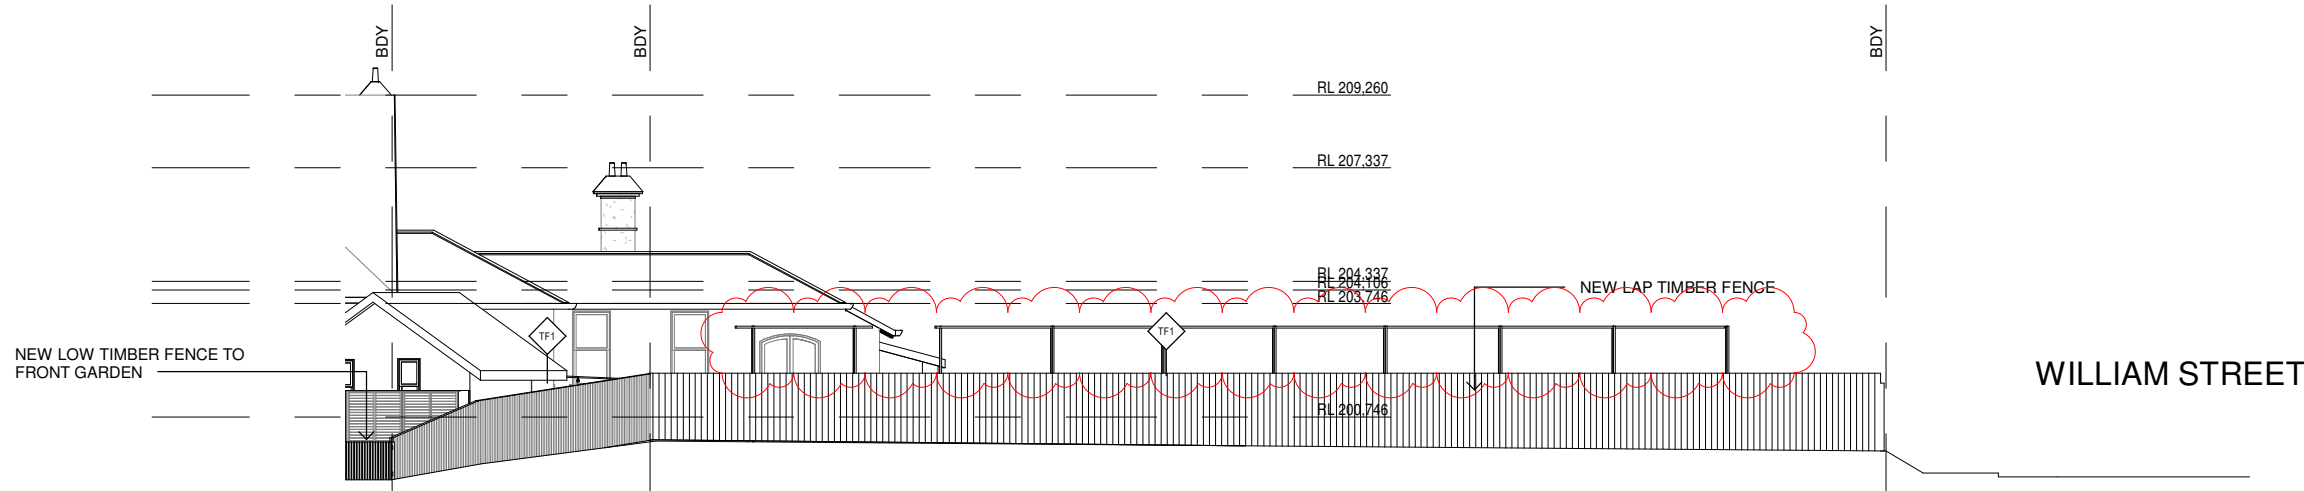 BDY
BDY
BDY
RL 209,260
RL 207,337
RL 204,337
RL 204,106
RL 203,746
NEW LAP TIMBER FENCE
TF1
TF1
NEW LOW TIMBER FENCE TO
FRONT GARDEN
WILLIAM STREET
RL 200,746